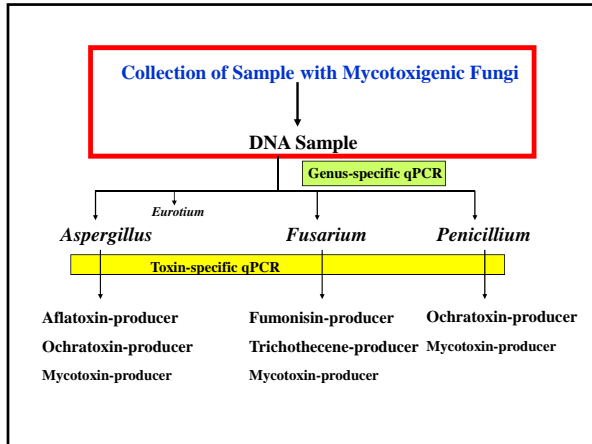 Collection of Sample with Mycotoxigenic Fungi
DNA Sample
Genus-specific qPCR
Eurotium
Aspergillus Fusarium Penicillium
Toxin-specific qPCR
Aflatoxin-producer Fumonisin-producer Ochratoxin-producer
Ochratoxin-producer Trichothecene-producer Mycotoxin-producer
Mycotoxin-producer Mycotoxin-producer